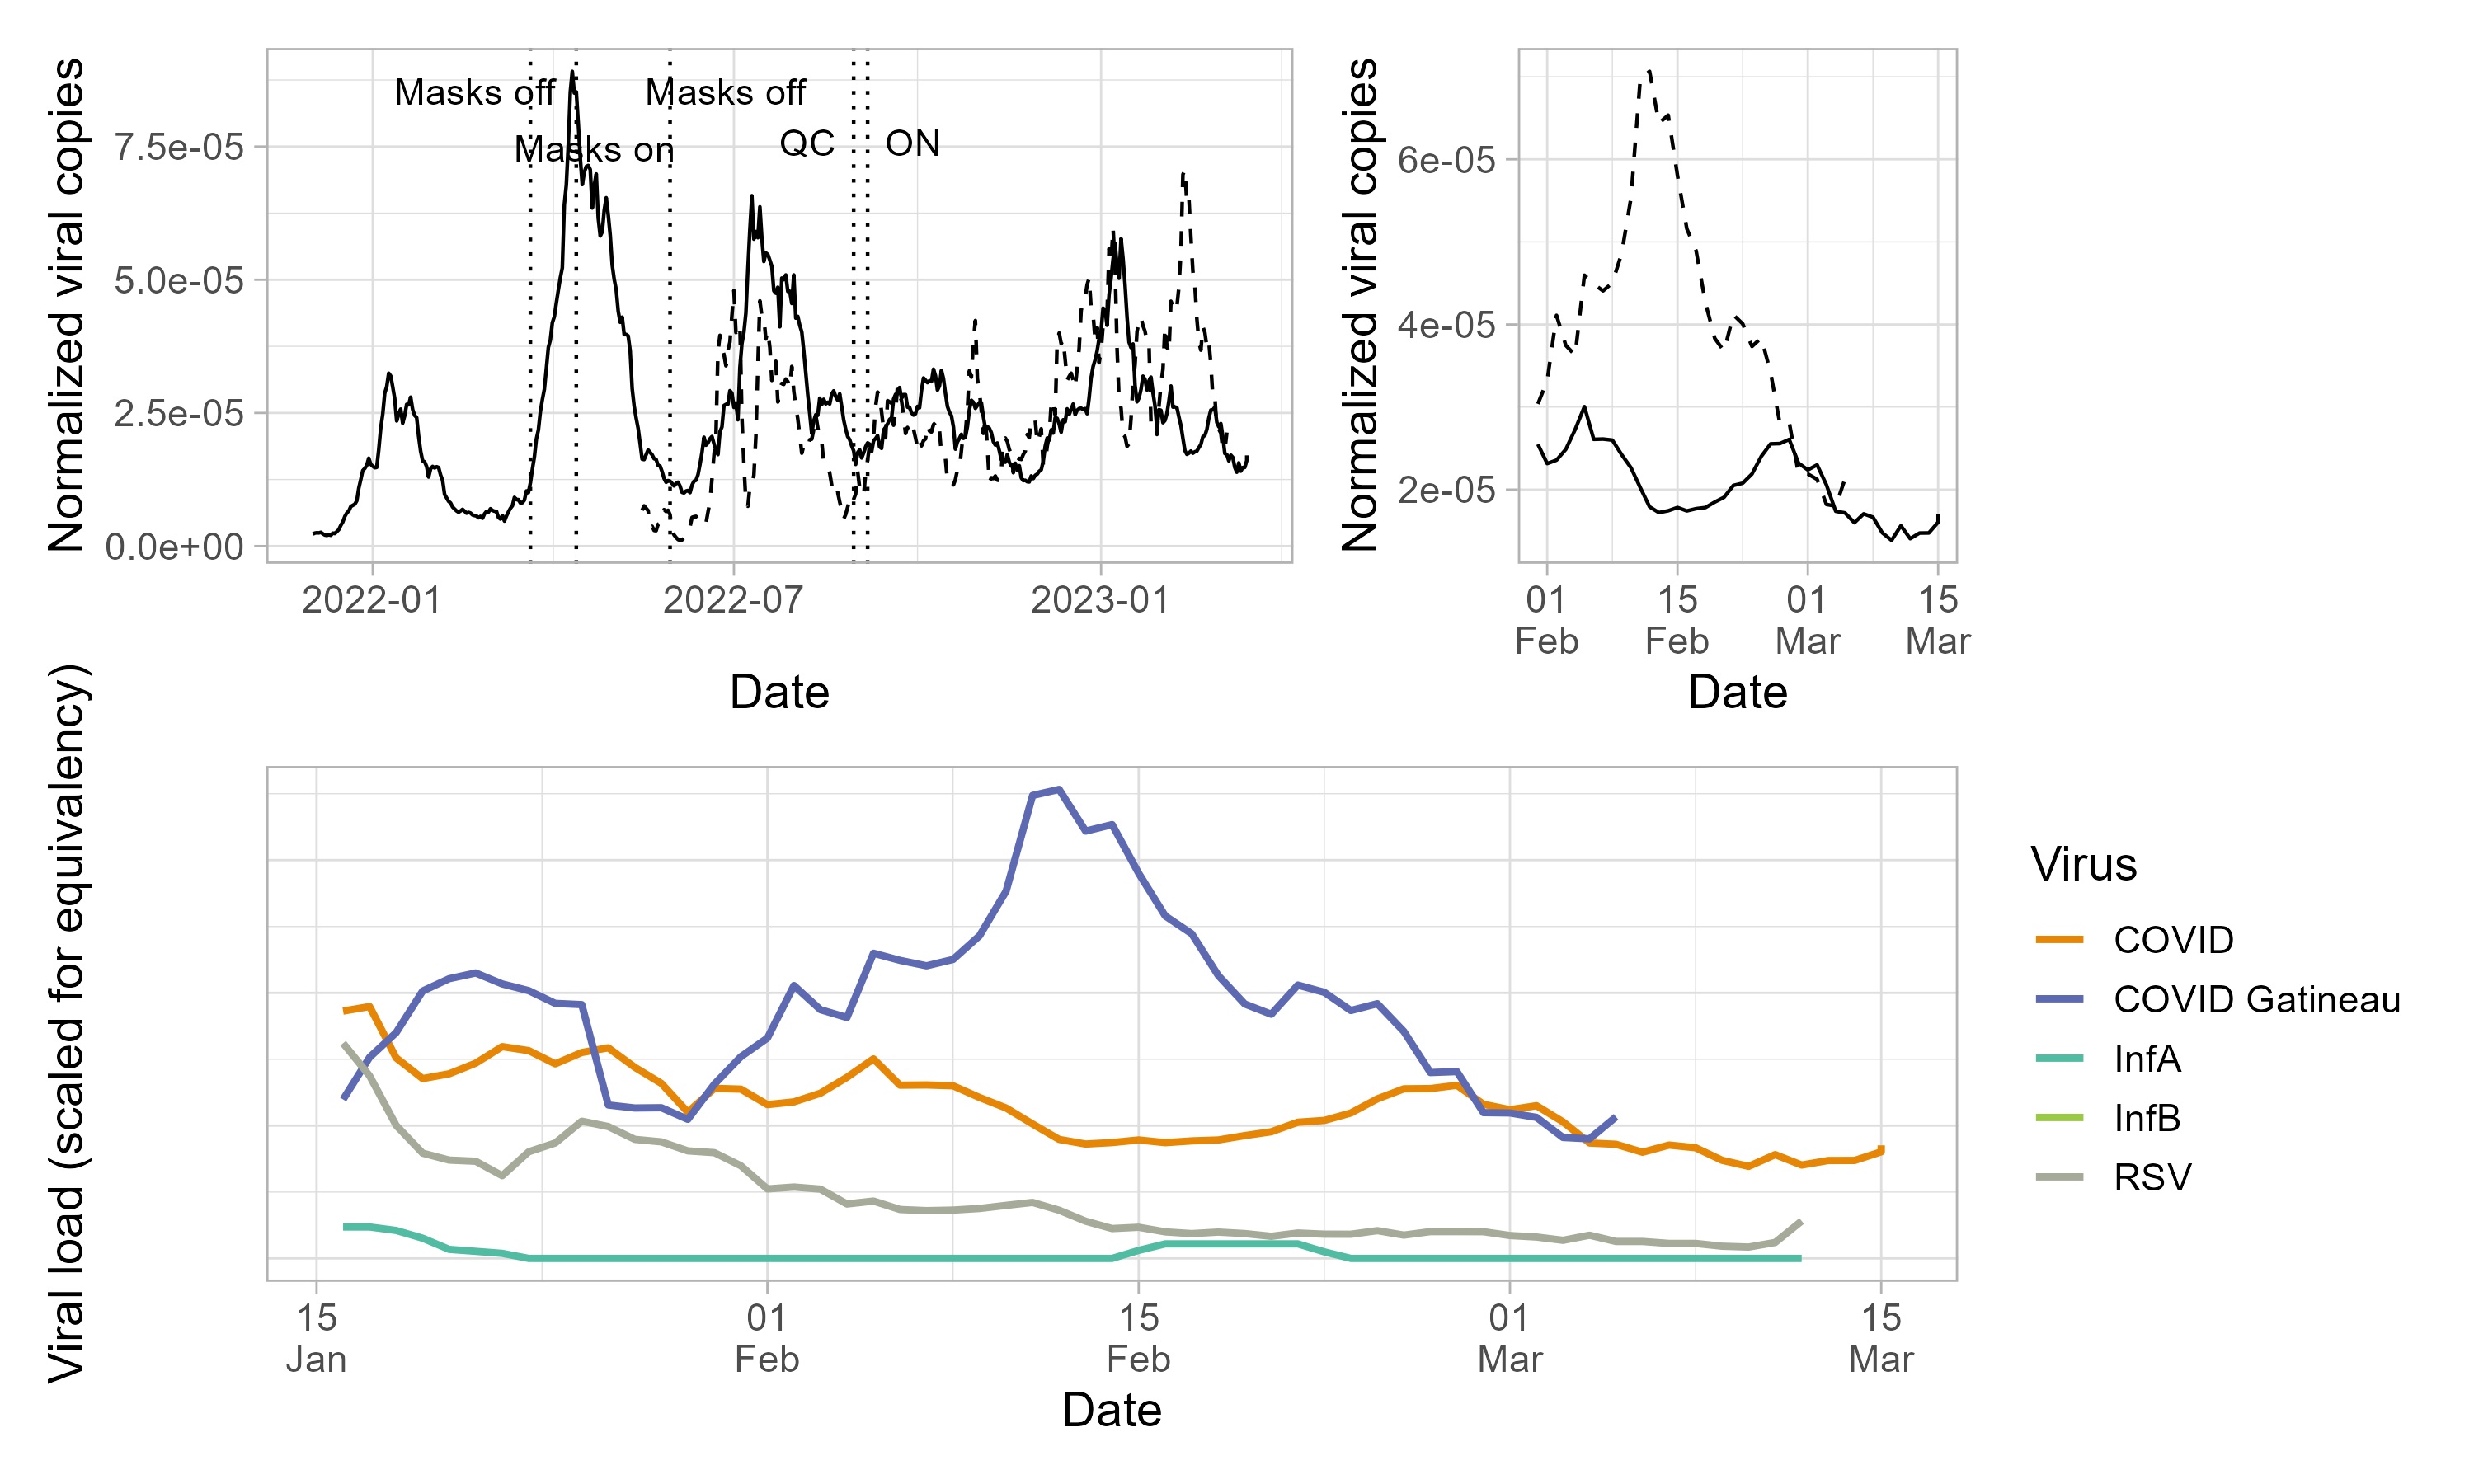 Normalized viral copies
7.5e-05
5.0e-05
2.5e-05
0.0e+00
Masks off
Masks on
Masks off
QC
ON
2022-01
2022-07
2023-01
Date
Normalized viral copies
6e-05
4e-05
2e-05
01 Feb
15 Feb
01 Mar
15 Mar
Date
Viral load (scaled for equivalency)
15 Jan
01 Feb
15 Feb
01 Mar
15 Mar
Date
Virus
COVID
COVID Gatineau
InfA
InfB
RSV